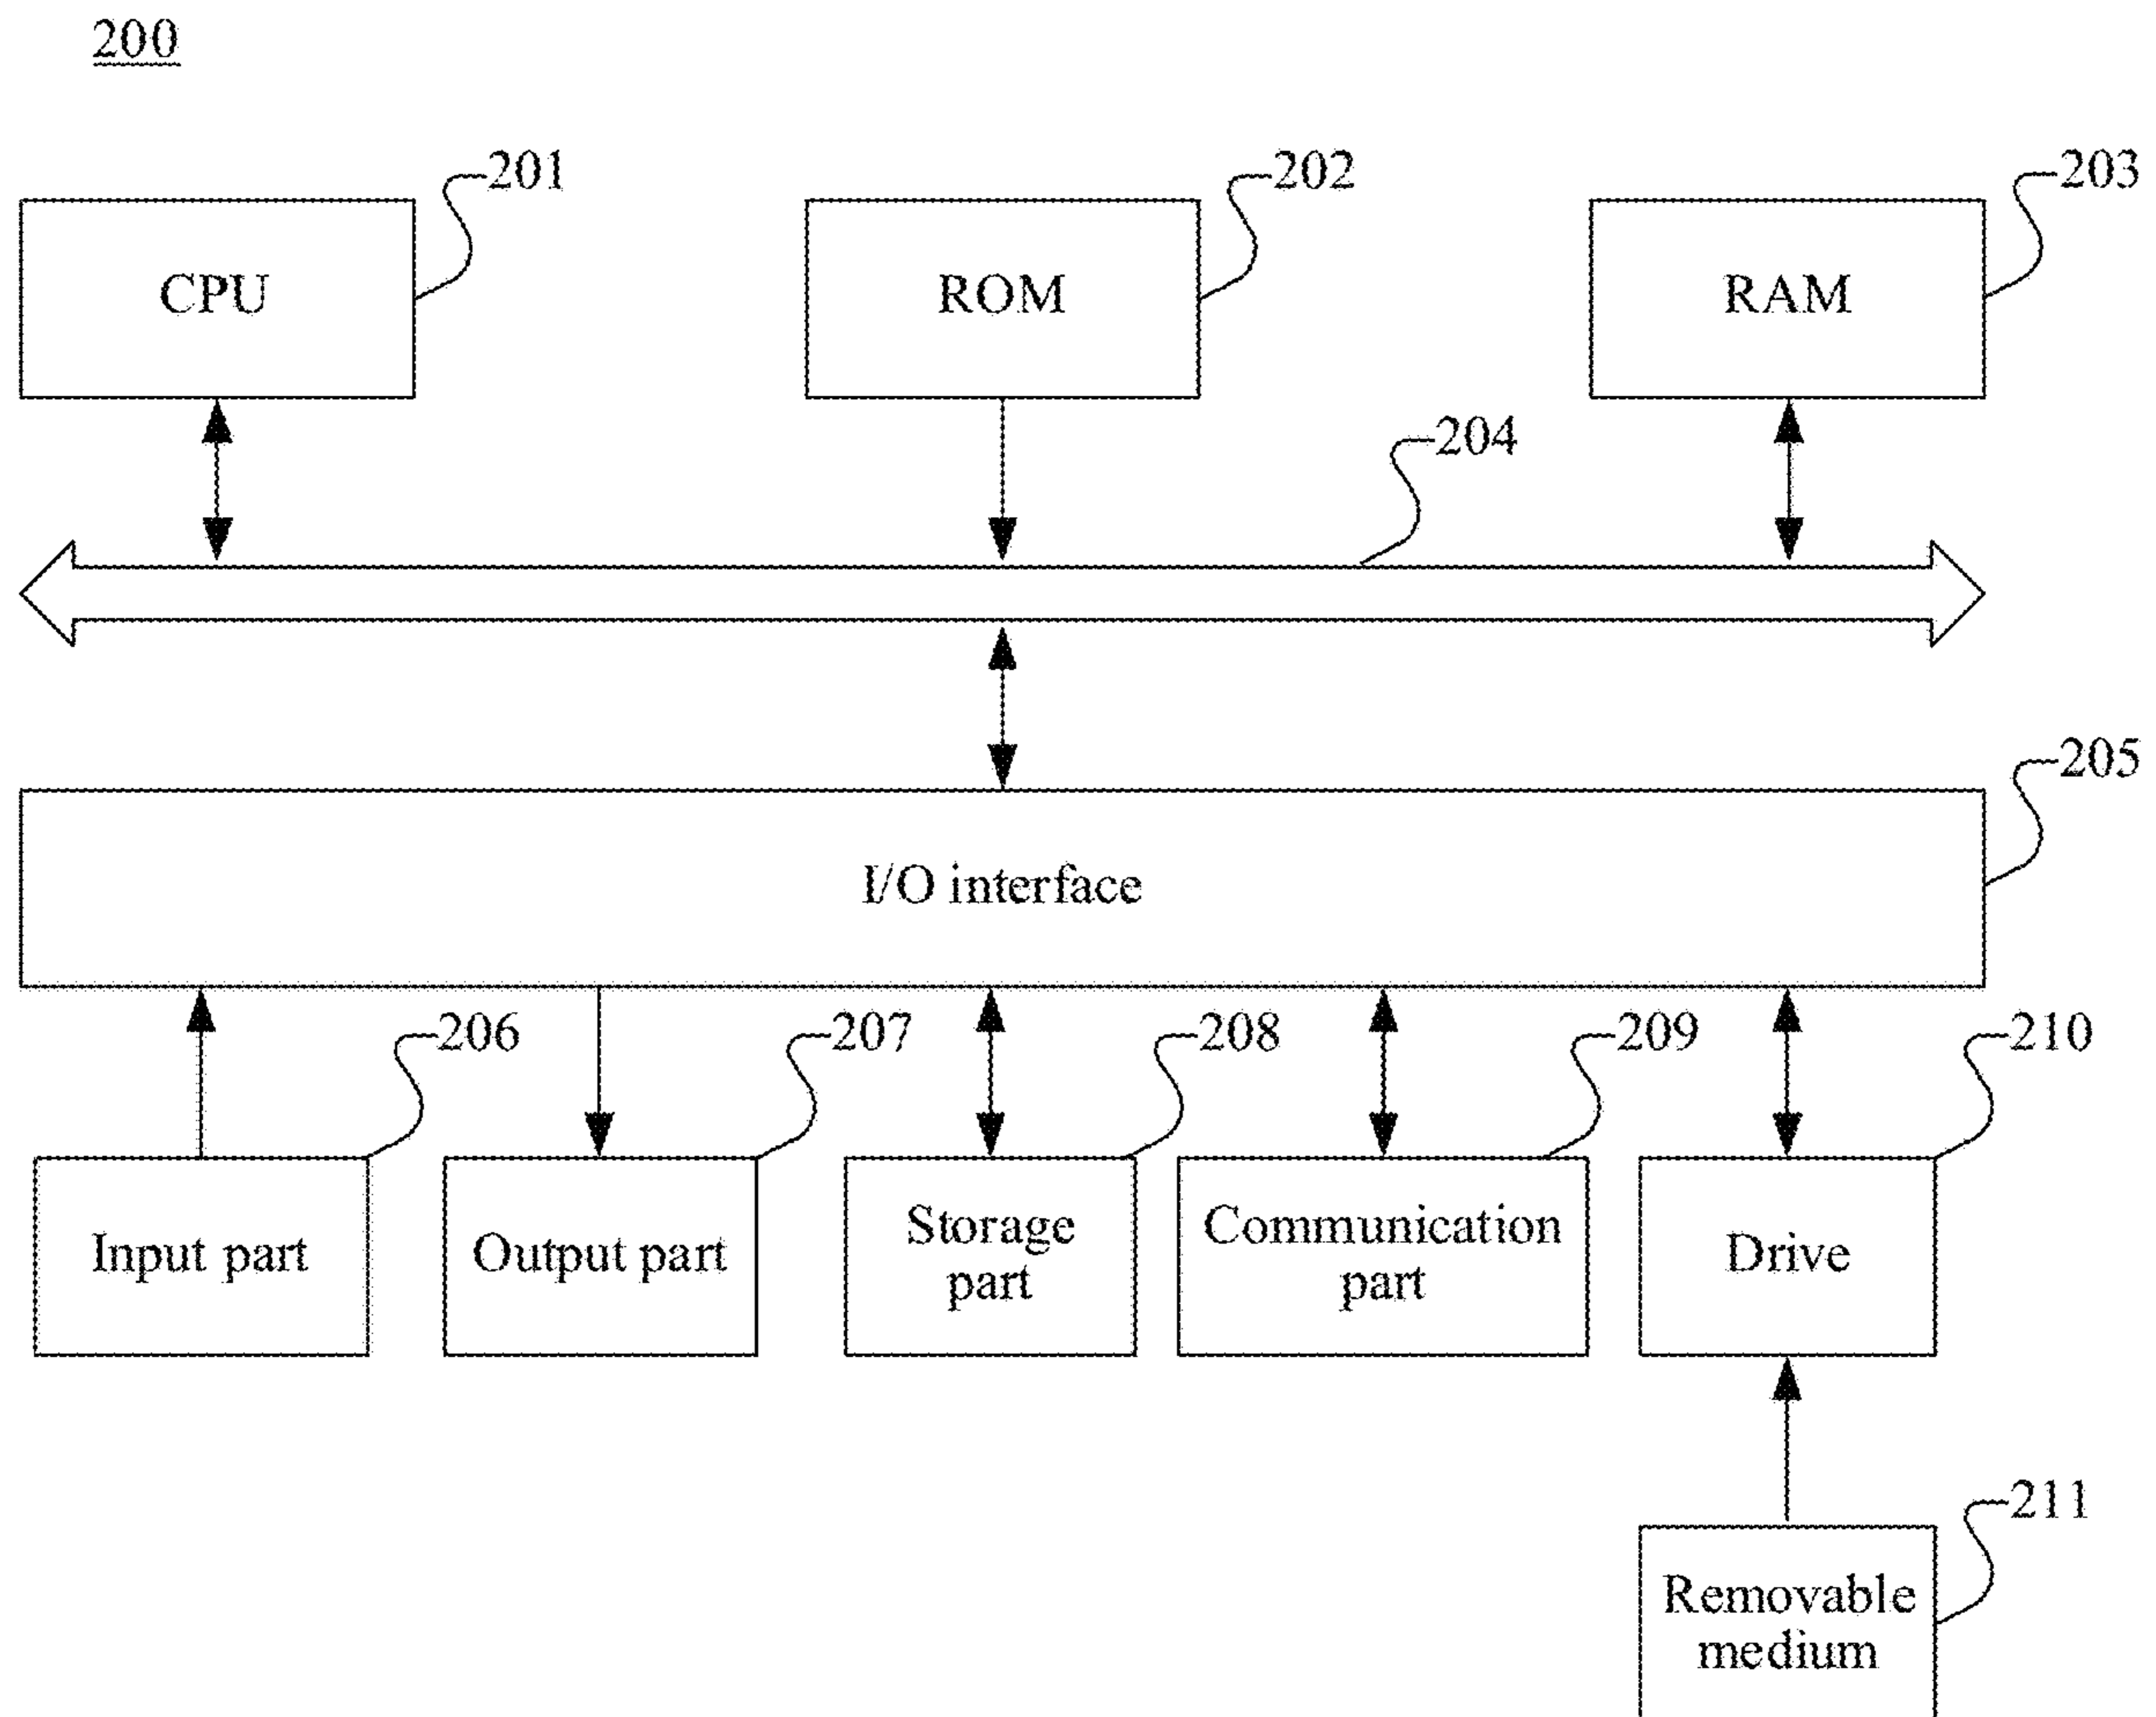 200
201
202
203
CPU
ROM
RAM
204
205
I/O interface
206
207
208
209
210
Input part
Output part
Storage
part
Communication
part
Drive
211
Removable
medium